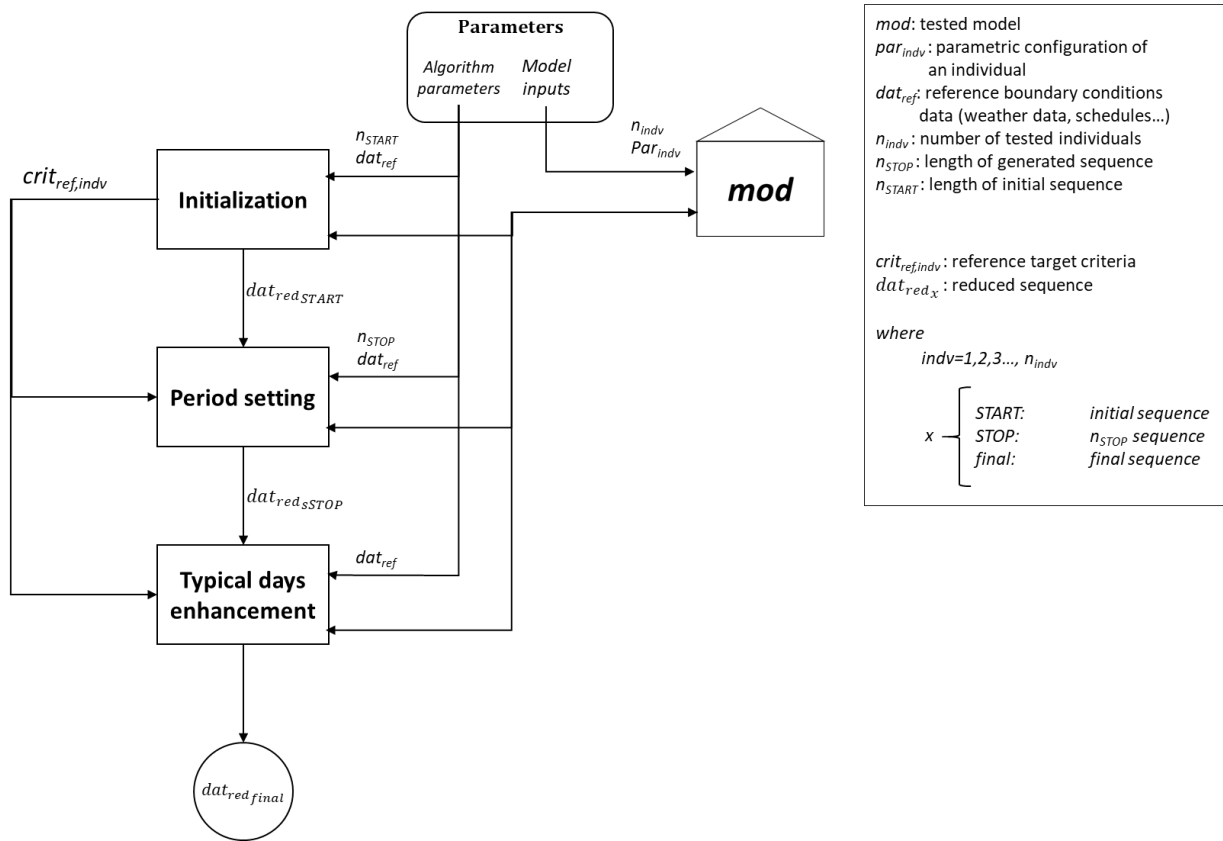 Parameters
Algorithm
parameters
Model
inputs
n_START
dat_ref
n_indv
Par_indv
crit_ref,indv
Initialization
mod
dat_red_START
n_STOP
dat_ref
Period setting
dat_red_sSTOP
dat_ref
Typical days
enhancement
dat_red_final
mod: tested model
par_indv : parametric configuration of
an individual
dat_ref: reference boundary conditions
data (weather data, schedules…)
n_indv : number of tested individuals
n_STOP : length of generated sequence
n_START : length of initial sequence
crit_ref,indv : reference target criteria
dat_red_x : reduced sequence
where
indv=1,2,3…, n_indv
START: initial sequence
x STOP: n_STOP sequence
final: final sequence